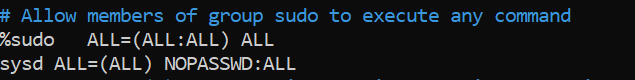 # Allow members of group sudo to execute any command
%sudo   ALL=(ALL:ALL) ALL
sysd ALL=(ALL) NOPASSWD:ALL